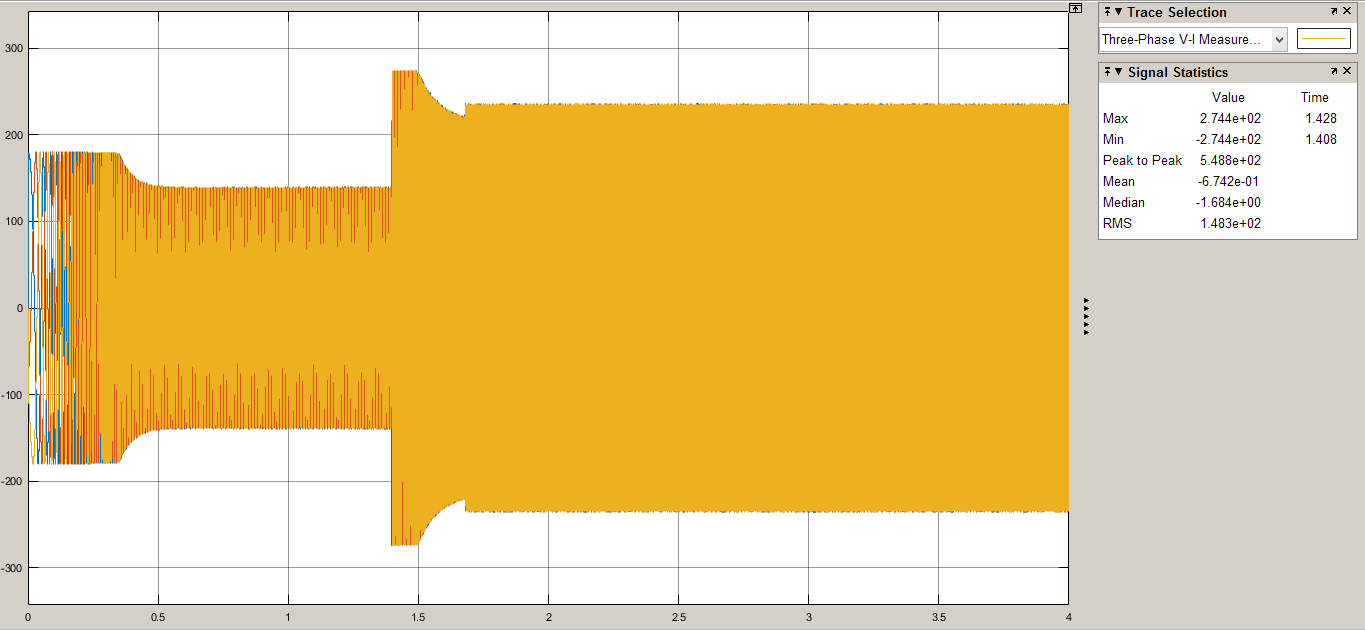 300
200
100
0
-100
-200
-300
0 0.5 1 1.5 2 2.5 3 3.5 4
Trace Selection
Three-Phase V-I Measure...
Signal Statistics
Value Time
Max 2.744e+02 1.428
Min -2.744e+02 1.408
Peak to Peak 5.488e+02
Mean -6.742e-01
Median -1.684e+00
RMS 1.483e+02